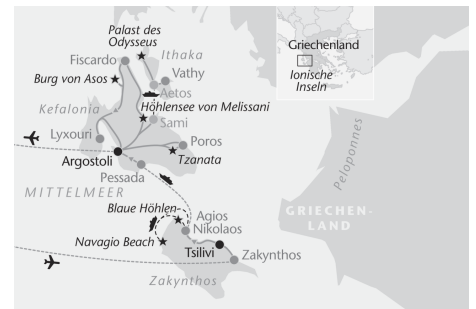 Palast des
Odysseus
Fiscardo
Ithaka
Burg von Asos
Vathy
Aetos
Kefalonia
Höhlensee von Melissani
Sami
Lyxouri
Poros
Argostoli
Tzanata
Pessada
MITTELMEER
Blaue Höhlen
Agios
Nikolaos
Navagio Beach
Tsilivi
Zakynthos
Zakynthos
Griechenland
Ionische
Inseln
Peloponnes
GRIECHEN-
LAND